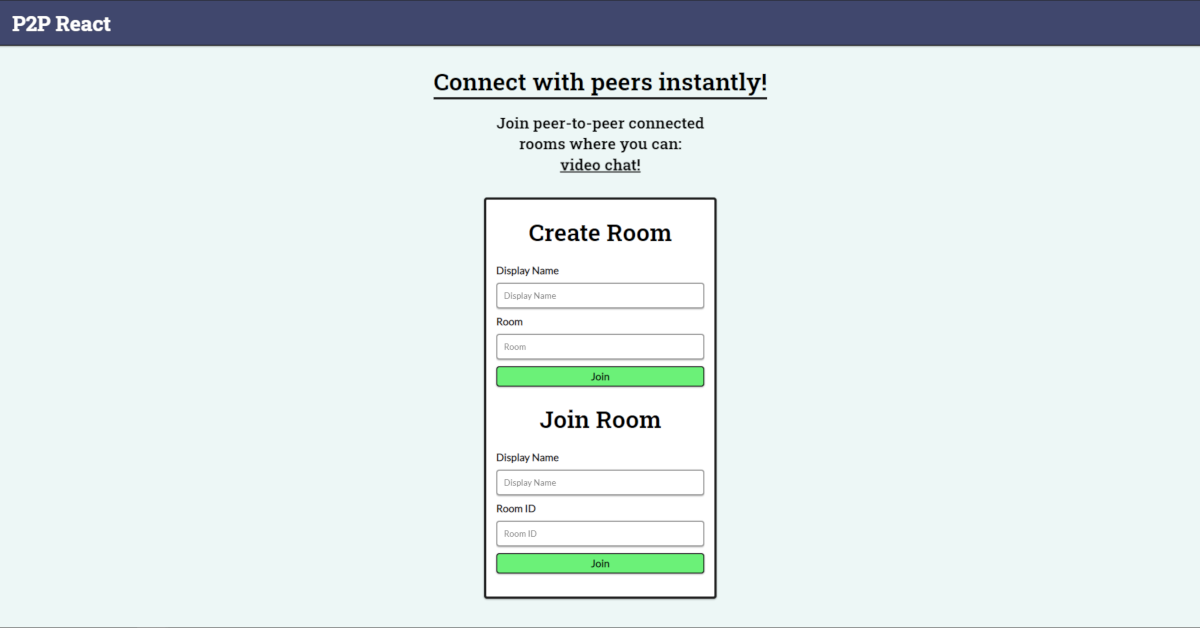 P2P React
Connect with peers instantly!
Join peer-to-peer connected
rooms where you can:
video chat!
Create Room
Display Name
Display Name
Room
Room
Join
Join Room
Display Name
Display Name
Room ID
Room ID
Join